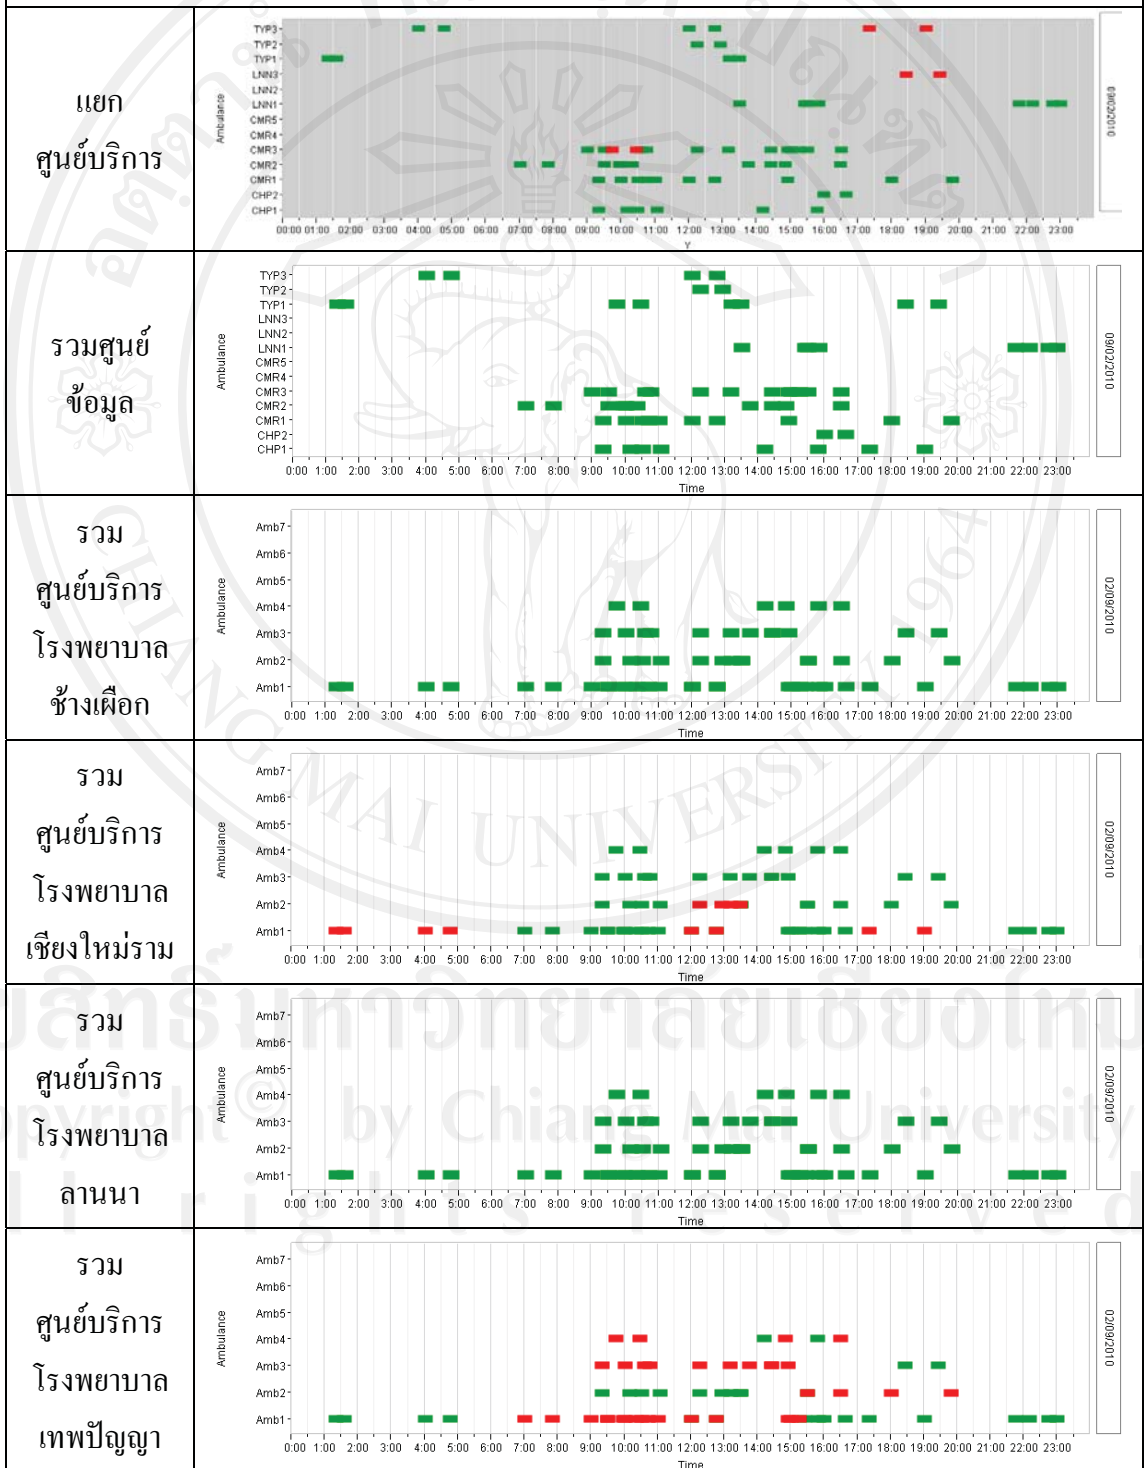 แยก
ศูนย์บริการ
Ambulance
TYP3
TYP2
TYP1
LNN3
LNN2
LNN1
CMR5
CMR4
CMR3
CMR2
CMR1
CHP2
CHP1
00:00 01:00 02:00 03:00 04:00 05:00 06:00 07:00 08:00 09:00 10:00 11:00 12:00 13:00 14:00 15:00 16:00 17:00 18:00 19:00 20:00 21:00 22:00 23:00
Y
09/02/2010
รวมศูนย์
ข้อมูล
Ambulance
TYP3
TYP2
TYP1
LNN3
LNN2
LNN1
CMR5
CMR4
CMR3
CMR2
CMR1
CHP2
CHP1
0:00 1:00 2:00 3:00 4:00 5:00 6:00 7:00 8:00 9:00 10:00 11:00 12:00 13:00 14:00 15:00 16:00 17:00 18:00 19:00 20:00 21:00 22:00 23:00
Time
09/02/2010
รวม
ศูนย์บริการ
โรงพยาบาล
ช้างเผือก
Ambulance
Amb7
Amb6
Amb5
Amb4
Amb3
Amb2
Amb1
0:00 1:00 2:00 3:00 4:00 5:00 6:00 7:00 8:00 9:00 10:00 11:00 12:00 13:00 14:00 15:00 16:00 17:00 18:00 19:00 20:00 21:00 22:00 23:00
Time
02/09/2010
รวม
ศูนย์บริการ
โรงพยาบาล
เชียงใหม่ราม
Ambulance
Amb7
Amb6
Amb5
Amb4
Amb3
Amb2
Amb1
0:00 1:00 2:00 3:00 4:00 5:00 6:00 7:00 8:00 9:00 10:00 11:00 12:00 13:00 14:00 15:00 16:00 17:00 18:00 19:00 20:00 21:00 22:00 23:00
Time
02/09/2010
รวม
ศูนย์บริการ
โรงพยาบาล
ลานนา
Ambulance
Amb7
Amb6
Amb5
Amb4
Amb3
Amb2
Amb1
0:00 1:00 2:00 3:00 4:00 5:00 6:00 7:00 8:00 9:00 10:00 11:00 12:00 13:00 14:00 15:00 16:00 17:00 18:00 19:00 20:00 21:00 22:00 23:00
Time
02/09/2010
รวม
ศูนย์บริการ
โรงพยาบาล
เทพปัญญา
Ambulance
Amb7
Amb6
Amb5
Amb4
Amb3
Amb2
Amb1
0:00 1:00 2:00 3:00 4:00 5:00 6:00 7:00 8:00 9:00 10:00 11:00 12:00 13:00 14:00 15:00 16:00 17:00 18:00 19:00 20:00 21:00 22:00 23:00
Time
02/09/2010
CHIANG MAI UNIVERSITY 1964
by Chiang Mai University
rights reserved